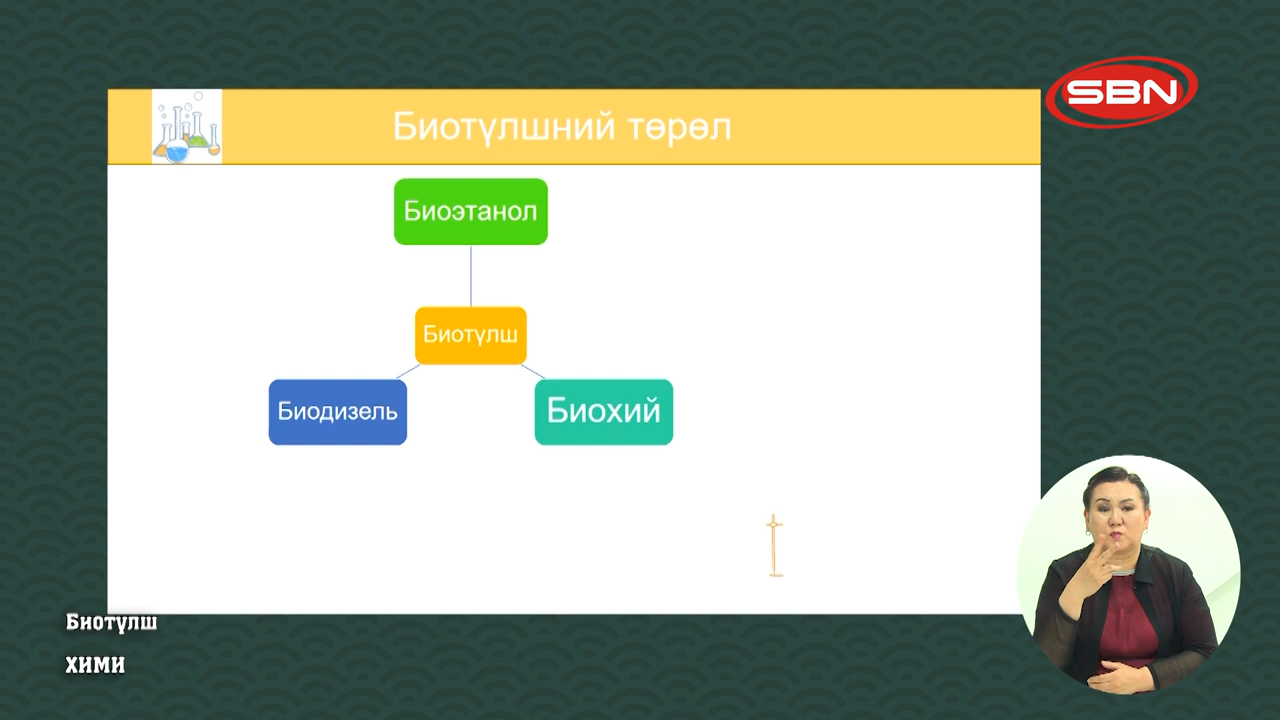 SBN
Биотүлшний төрөл
Биоэтанол
Биотүлш
Биодизель
Биохий
Биотүлш
ХИМИ